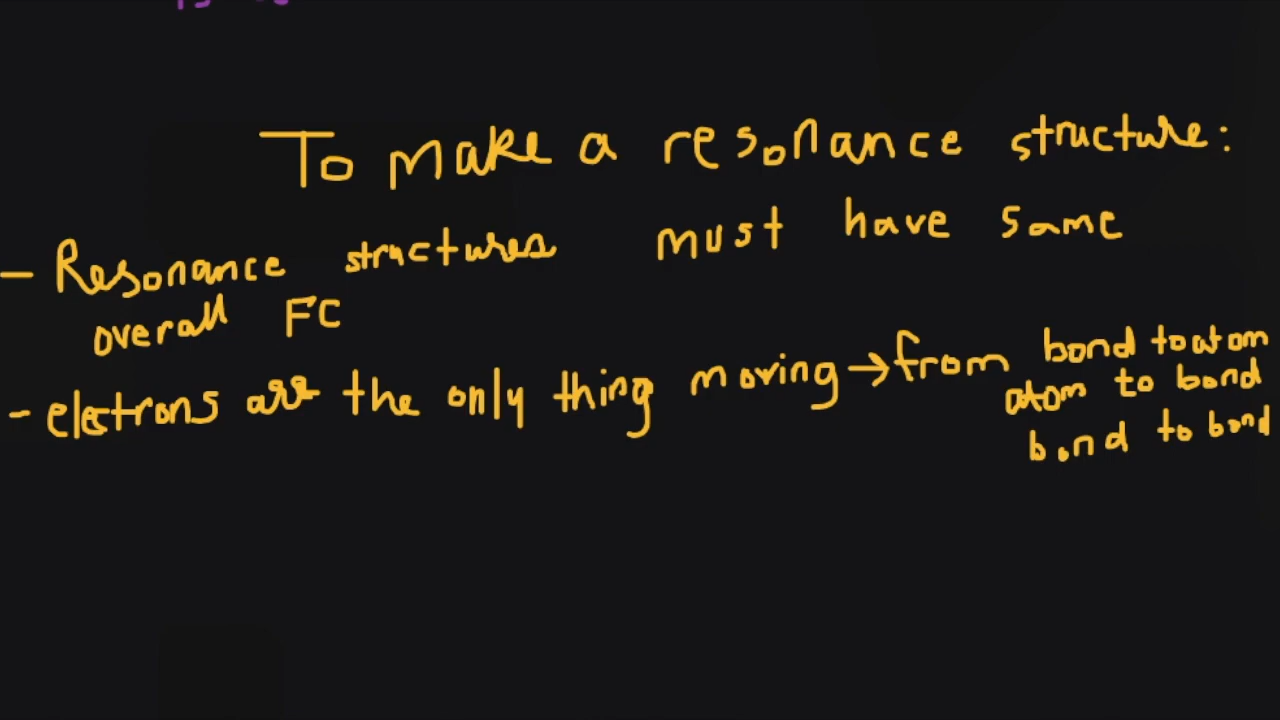 To make a resonance structure:
- Resonance structures must have same
overall FC
- electrons are the only thing moving → from bond to atom
atom to bond
bond to bond